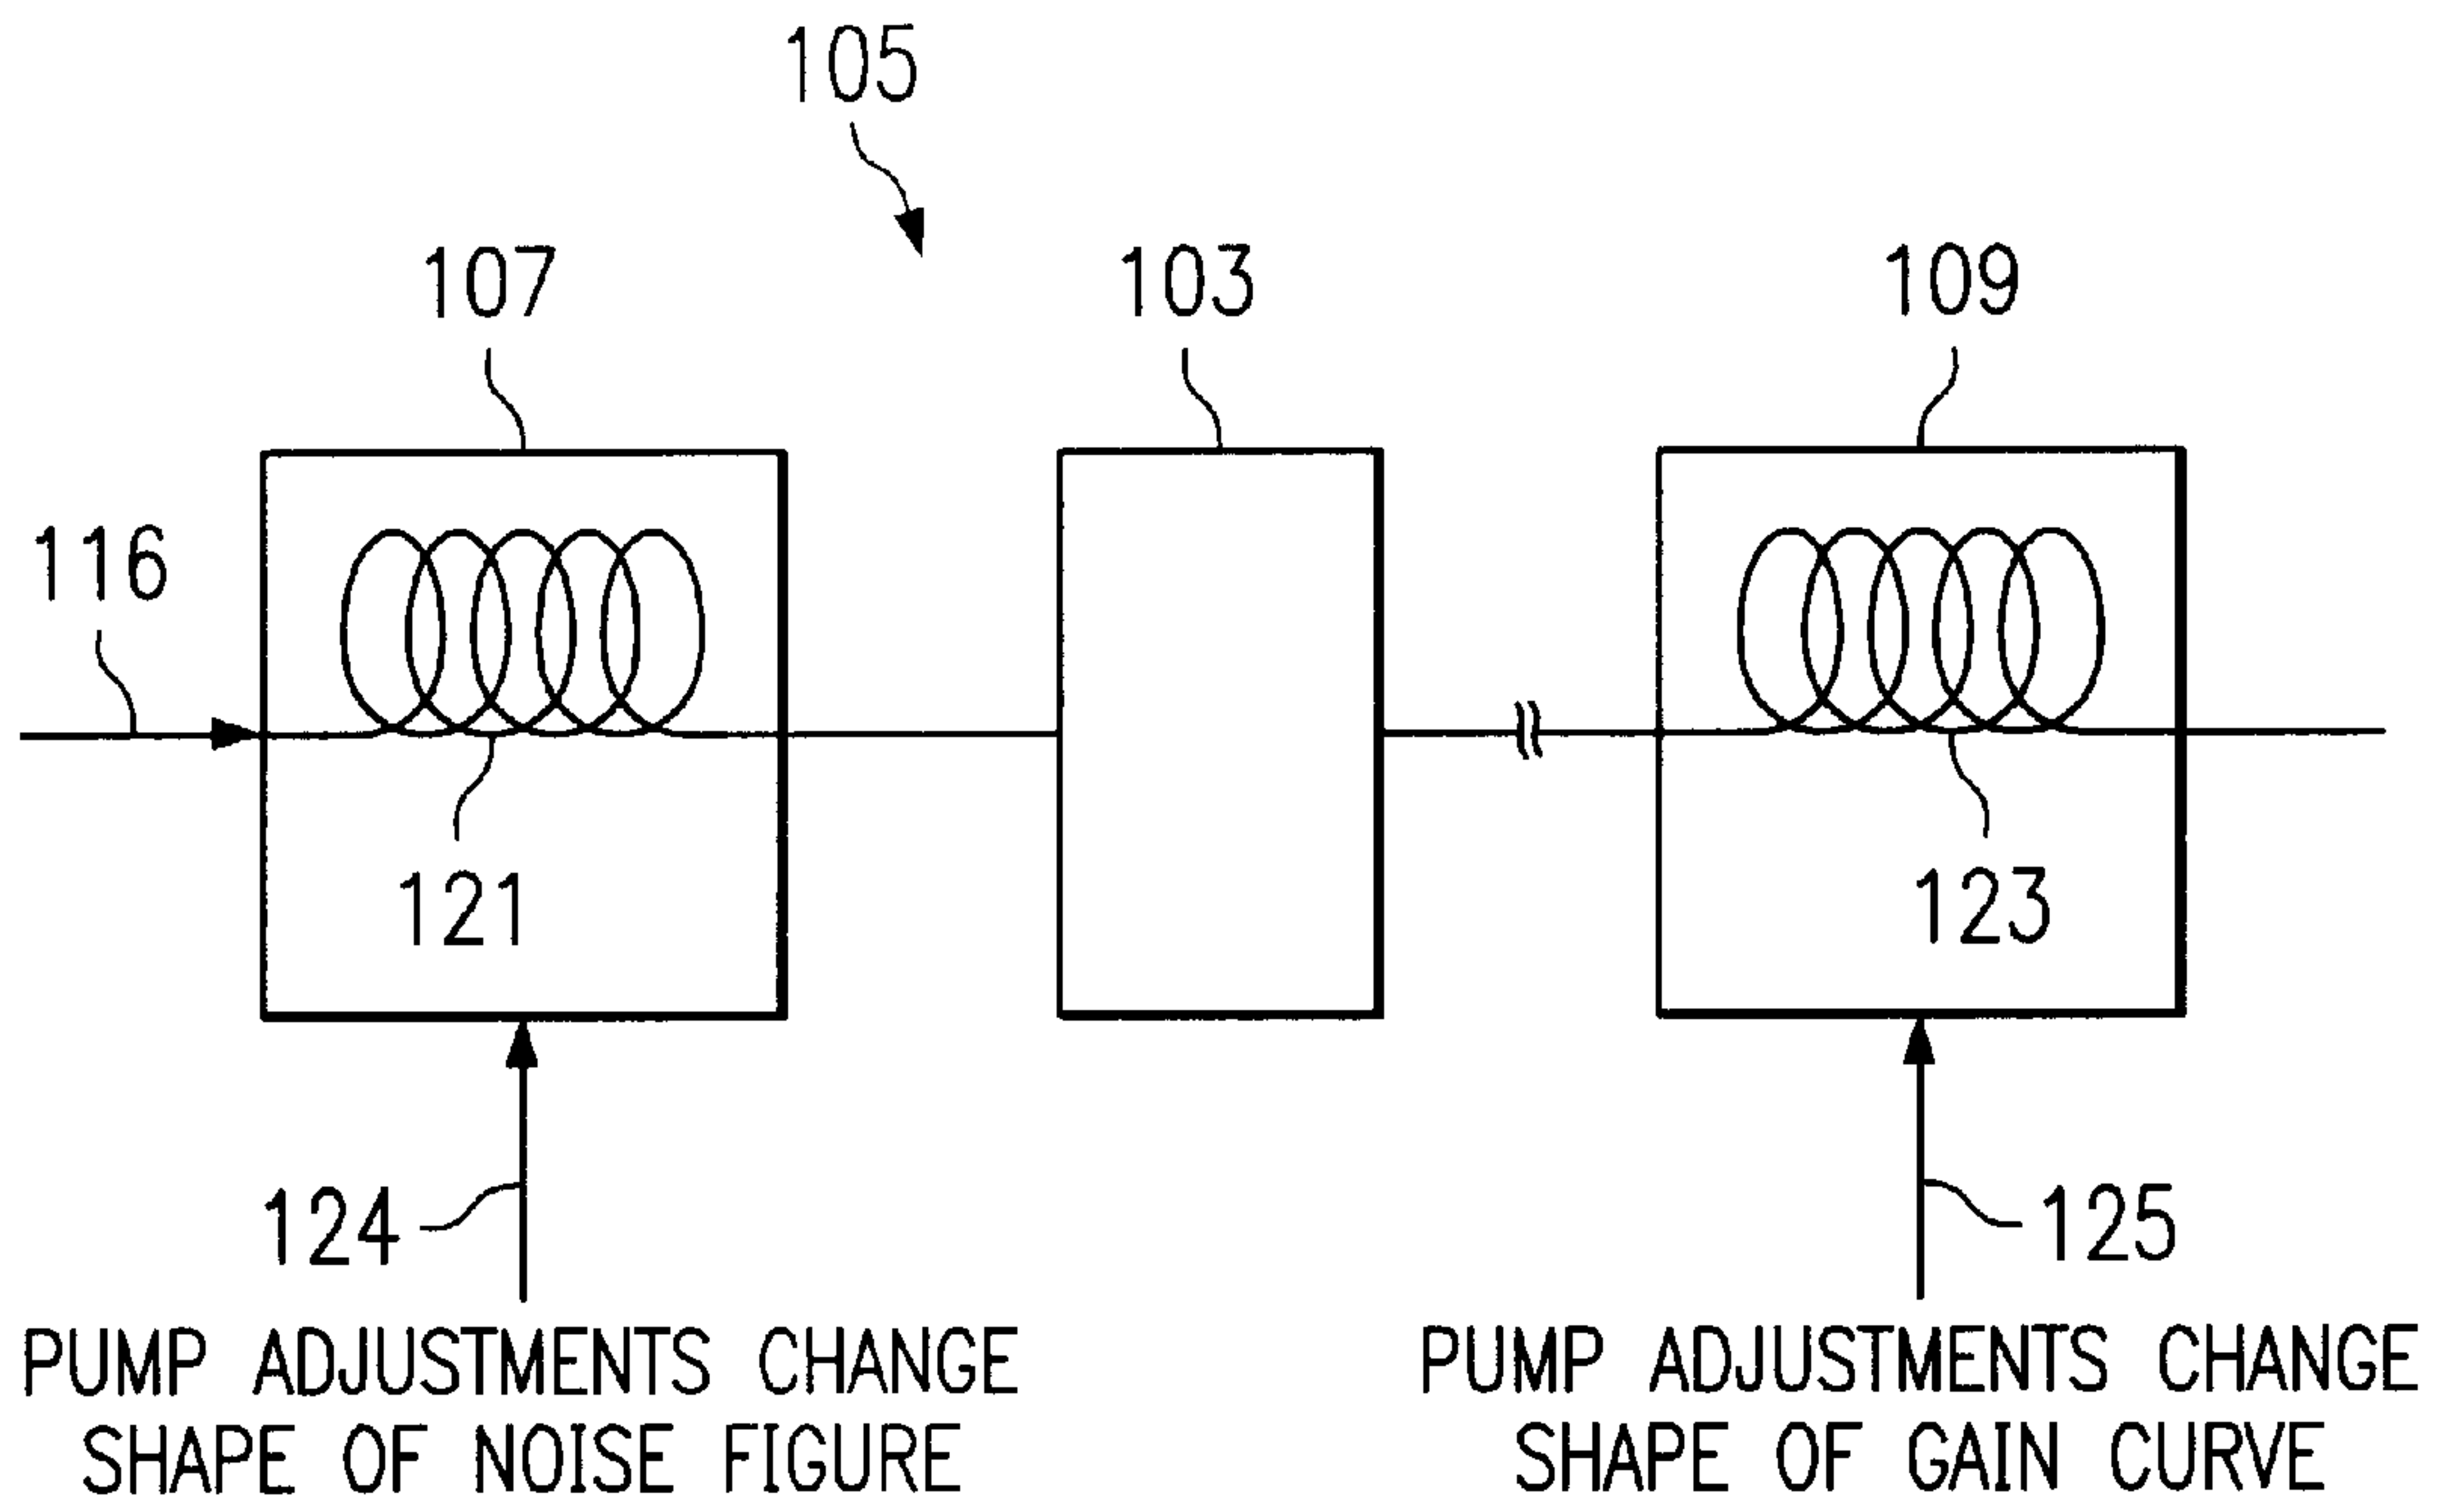 105
107
103
109
116
121
123
124
125
PUMP ADJUSTMENTS CHANGE
SHAPE OF NOISE FIGURE
PUMP ADJUSTMENTS CHANGE
SHAPE OF GAIN CURVE